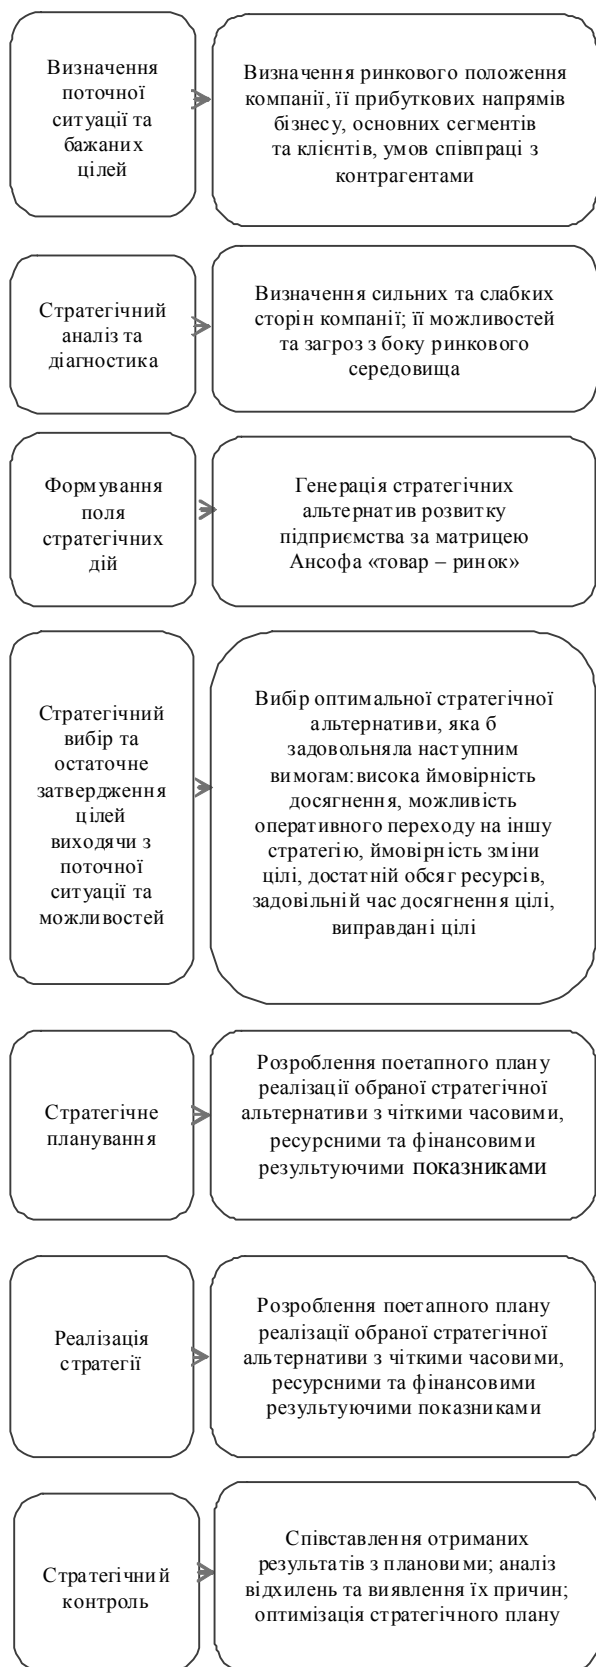 Визначення
поточної
ситуації та
бажаних
цілей
Визначення ринкового положення
компанії, її прибуткових напрямів
бізнесу, основних сегментів
та клієнтів, умов співпраці з
контрагентами
Стратегічний
аналіз та
діагностика
Визначення сильних та слабких
сторін компанії; її можливостей
та загроз з боку ринкового
середовища
Формування
поля
стратегічних
дій
Генерація стратегічних
альтернатив розвитку
підприємства за матрицею
Ансофа «товар – ринок»
Стратегічний
вибір та
остаточне
затвердження
цілей
виходячи з
поточної
ситуації та
можливостей
Вибір оптимальної стратегічної
альтернативи, яка б
задовольняла наступним
вимогам:висока ймовірність
досягнення, можливість
оперативного переходу на іншу
стратегію, ймовірність зміни
цілі, достатній обсяг ресурсів,
задовільній час досягнення цілі,
виправдані цілі
Стратегічне
планування
Розроблення поетапного плану
реалізації обраної стратегічної
альтернативи з чіткими часовими,
ресурсними та фінансовими
результуючими показниками
Реалізація
стратегії
Розроблення поетапного плану
реалізації обраної стратегічної
альтернативи з чіткими часовими,
ресурсними та фінансовими
результуючими показниками
Стратегічний
контроль
Співставлення отриманих
результатів з плановими; аналіз
відхилень та виявлення їх причин;
оптимізація стратегічного плану